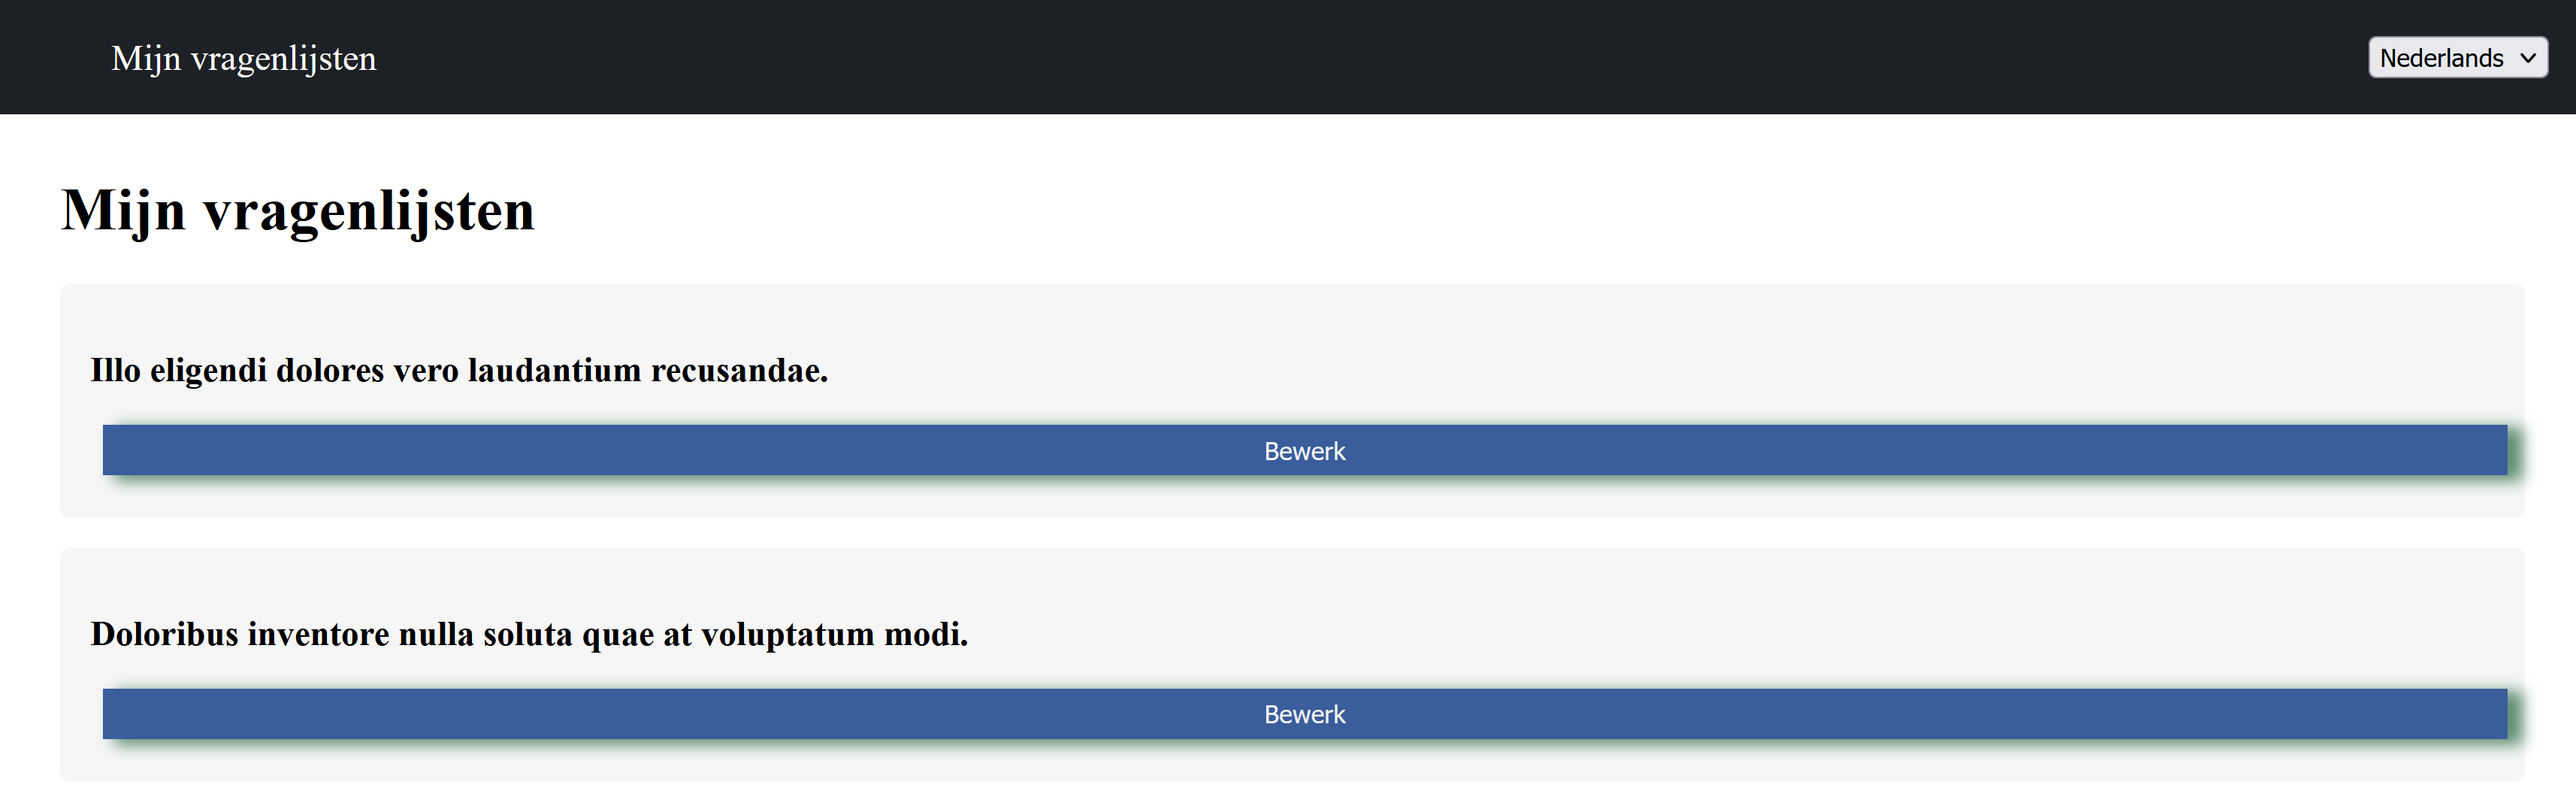 Mijn vragenlijsten
Nederlands
Mijn vragenlijsten
Illo eligendi dolores vero laudantium recusandae.
Bewerk
Doloribus inventore nulla soluta quae at voluptatum modi.
Bewerk